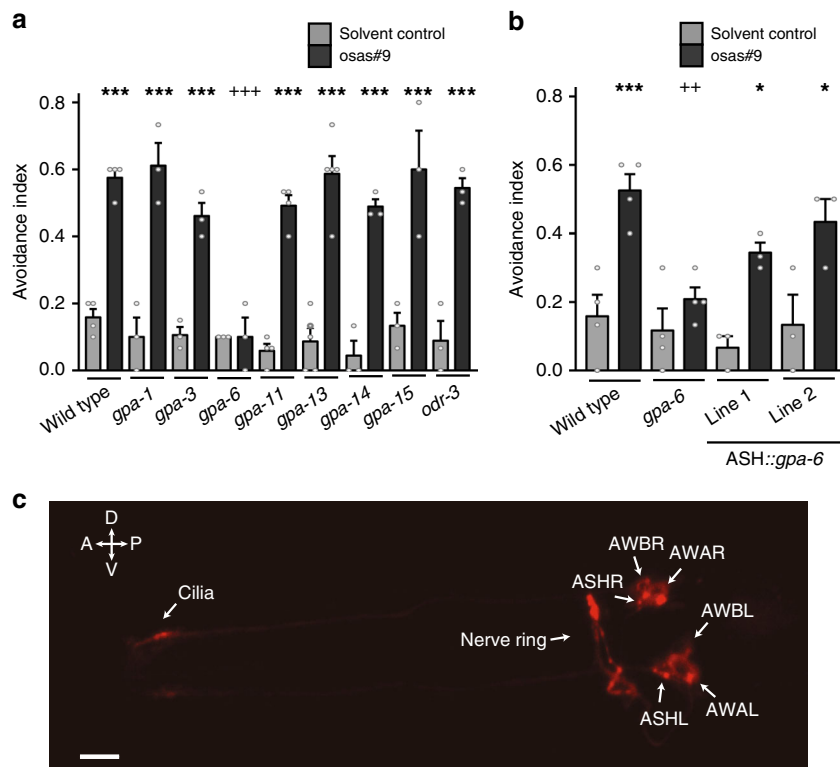 a
Solvent control
osas#9
*** *** *** +++ *** *** *** *** ***
Avoidance index
0.8
0.6
0.4
0.2
0.0
Wild type
gpa-1
gpa-3
gpa-6
gpa-11
gpa-13
gpa-14
gpa-15
odr-3
b
Solvent control
osas#9
*** ++ * *
Avoidance index
0.8
0.6
0.4
0.2
0.0
Wild type
gpa-6
Line 1
Line 2
ASH::gpa-6
c
D
A P
V
Cilia
Nerve ring
AWBR
AWAR
ASHR
AWBL
ASHL
AWAL